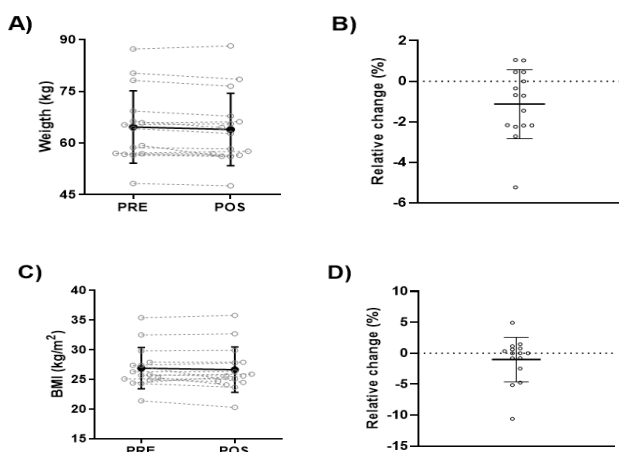 A)
Weigth (kg)
90
75
60
45
PRE
POS
B)
Relative change (%)
2
0
-2
-4
-6
C)
BMI (kg/m²)
40
35
30
25
20
15
PRE
POS
D)
Relative change (%)
10
5
0
-5
-10
-15